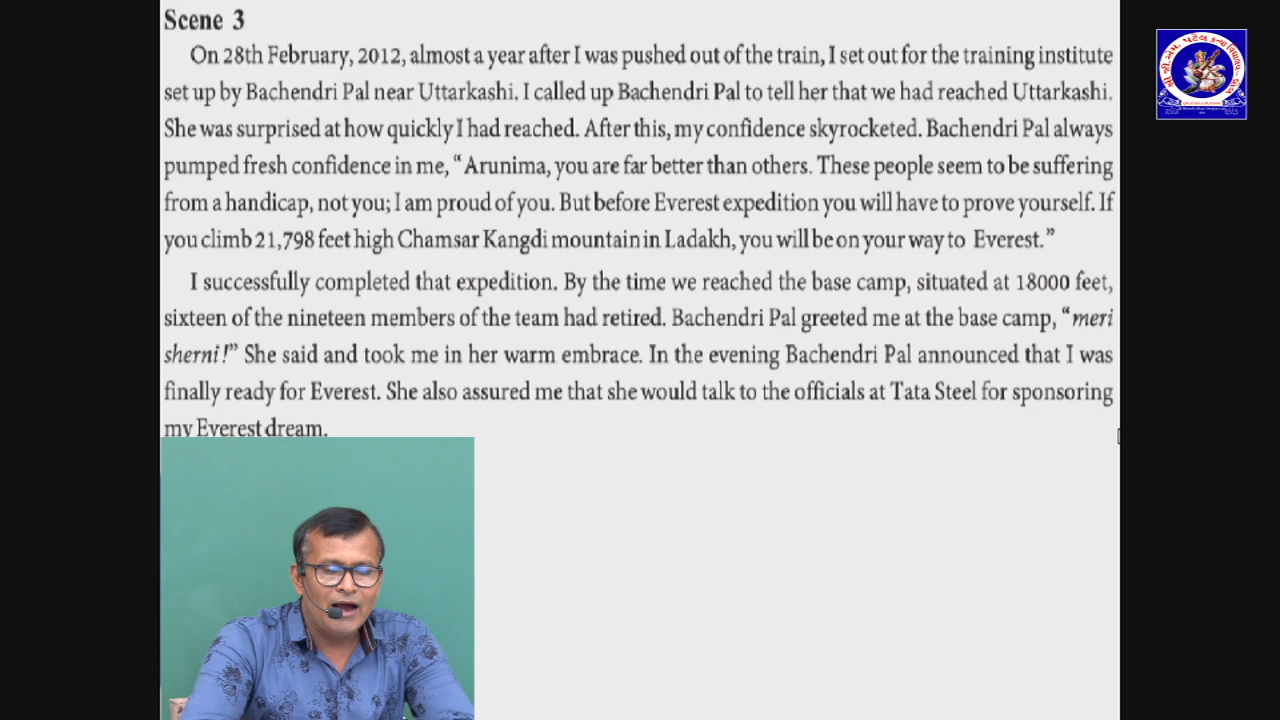 Scene 3
On 28th February, 2012, almost a year after I was pushed out of the train, I set out for the training institute
set up by Bachendri Pal near Uttarkashi. I called up Bachendri Pal to tell her that we had reached Uttarkashi.
She was surprised at how quickly I had reached. After this, my confidence skyrocketed. Bachendri Pal always
pumped fresh confidence in me, “Arunima, you are far better than others. These people seem to be suffering
from a handicap, not you; I am proud of you. But before Everest expedition you will have to prove yourself. If
you climb 21,798 feet high Chamsar Kangdi mountain in Ladakh, you will be on your way to Everest.”
I successfully completed that expedition. By the time we reached the base camp, situated at 18000 feet,
sixteen of the nineteen members of the team had retired. Bachendri Pal greeted me at the base camp, “meri
sherni!” She said and took me in her warm embrace. In the evening Bachendri Pal announced that I was
finally ready for Everest. She also assured me that she would talk to the officials at Tata Steel for sponsoring
my Everest dream.